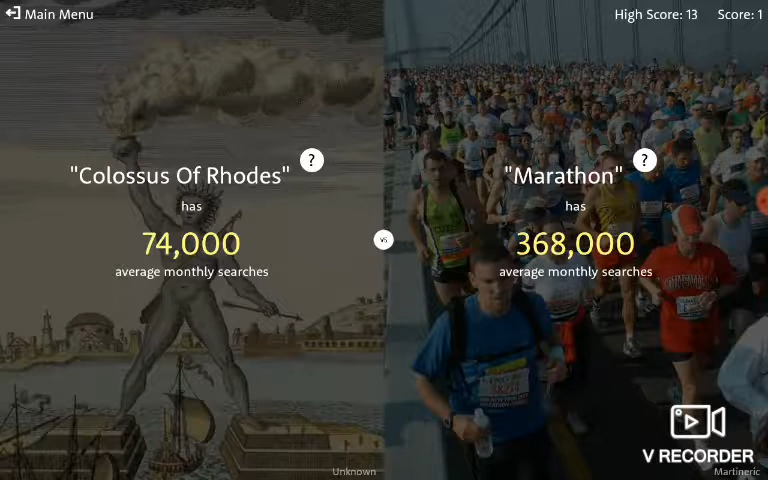 Main Menu
High Score: 13
Score: 1
"Colossus Of Rhodes"
?
has
74,000
average monthly searches
Unknown
vs
"Marathon"
?
has
368,000
average monthly searches
V RECORDER
Martineric